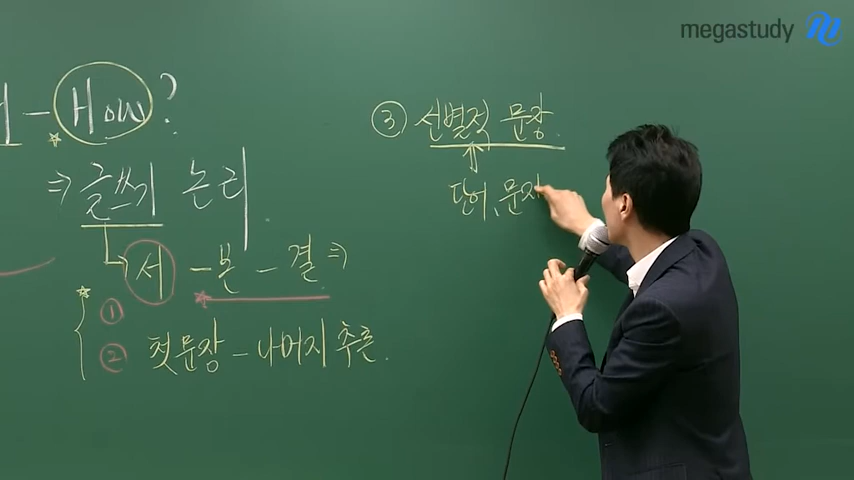 megastudy
- How?
⇒ 글쓰기 논리
서 - 본 - 결 ⇒
①
② 첫 문장 - 나머지 추론.
③ 선별적 문장.
단어, 문자